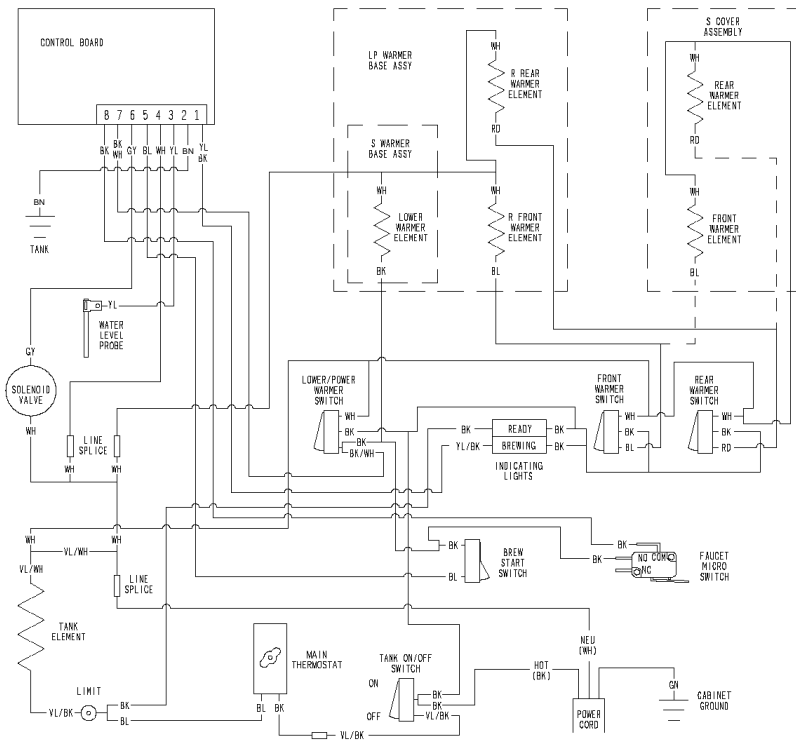 CONTROL BOARD
8 7 6 5 4 3 2 1
BK
BK
WH
GY
BL
WH
YL
BN
YL
BK
BN
TANK
YL
WATER
LEVEL
PROBE
GY
SOLENOID
VALVE
WH
LINE
SPLICE
WH
WH
LP WARMER
BASE ASSY
WH
R REAR
WARMER
ELEMENT
RD
S WARMER
BASE ASSY
WH
LOWER
WARMER
ELEMENT
BK
WH
R FRONT
WARMER
ELEMENT
BL
S COVER
ASSEMBLY
WH
REAR
WARMER
ELEMENT
RD
WH
FRONT
WARMER
ELEMENT
BL
LOWER/POWER
WARMER
SWITCH
WH
BK
BK
BK/WH
BK
READY
BK
YL/BK
BREWING
BK
INDICATING
LIGHTS
FRONT
WARMER
SWITCH
WH
BK
BL
REAR
WARMER
SWITCH
WH
BK
RD
WH
WH
VL/WH
VL/WH
LINE
SPLICE
TANK
ELEMENT
BK
BL
BREW
START
SWITCH
BK
BK
NO COM
NC
FAUCET
MICRO
SWITCH
MAIN
THERMOSTAT
BL
BK
LIMIT
VL/BK
BK
BL
VL/BK
TANK ON/OFF
SWITCH
ON
OFF
BK
BK
VL/BK
HOT
(BK)
NEU
(WH)
POWER
CORD
GN
CABINET
GROUND